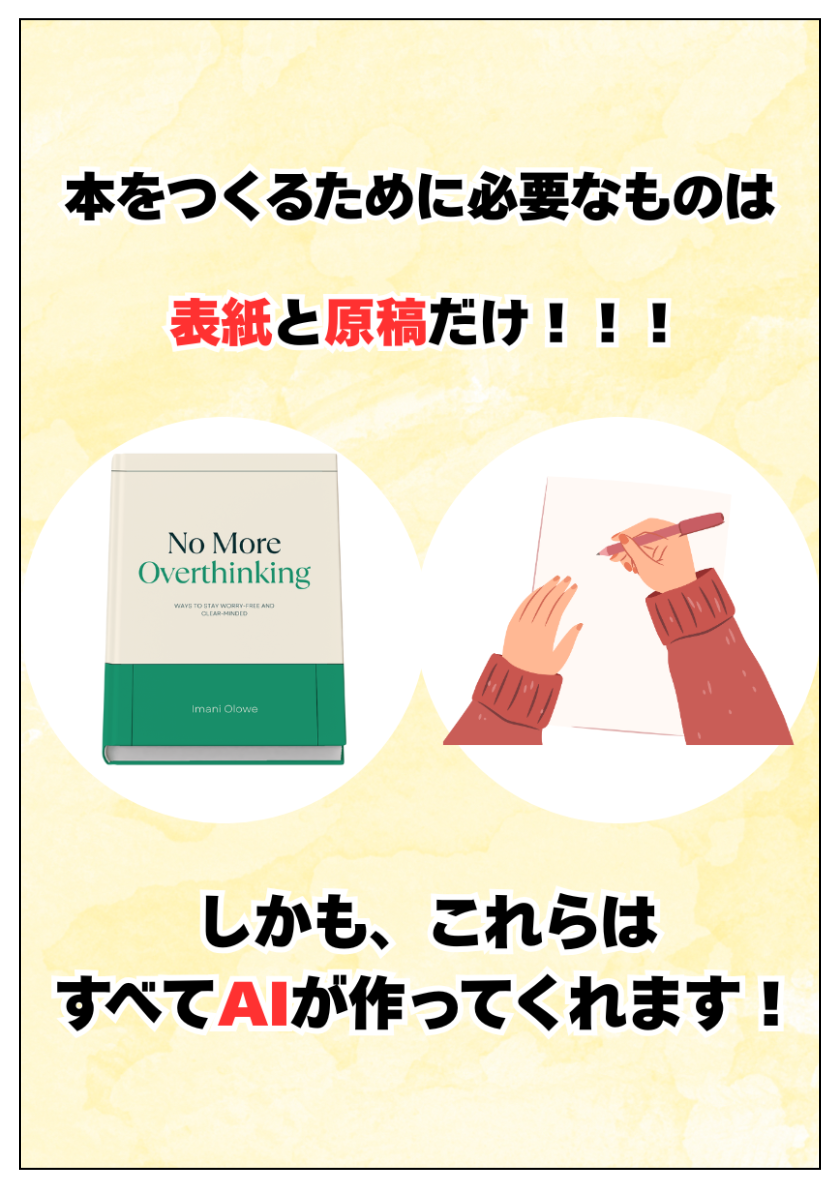 本をつくるために必要なものは
表紙と原稿だけ！！！
No More
Overthinking
WAYS TO STAY WORRY-FREE AND
CLEAR-MINDED
Imani Olowe
しかも、これらは
すべてAIが作ってくれます！